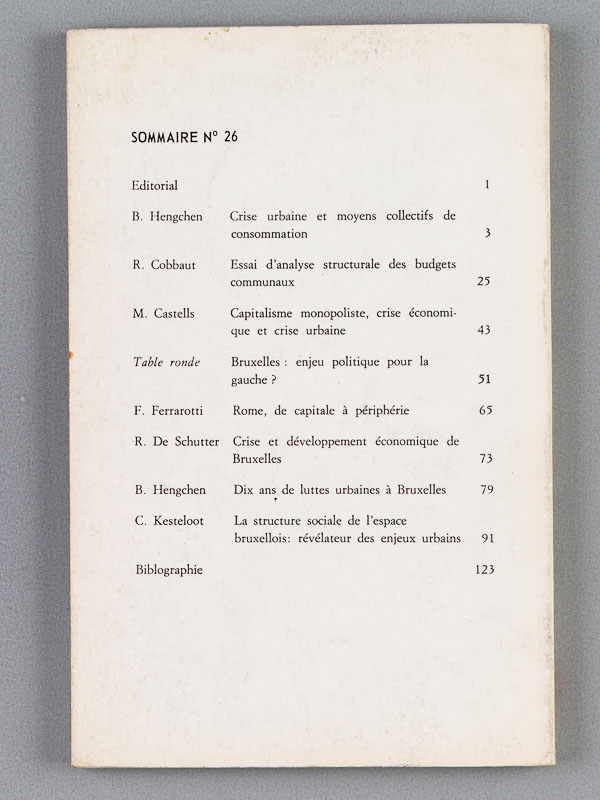 SOMMAIRE Nº 26
Editorial 1
B. Hengchen Crise urbaine et moyens collectifs de
consommation 3
R. Cobbaut Essai d'analyse structurale des budgets
communaux 25
M. Castells Capitalisme monopoliste, crise économi-
que et crise urbaine 43
Table ronde Bruxelles : enjeu politique pour la
gauche ? 51
F. Ferrarotti Rome, de capitale à périphérie 65
R. De Schutter Crise et développement économique de
Bruxelles 73
B. Hengchen Dix ans de luttes urbaines à Bruxelles 79
C. Kesteloot La structure sociale de l'espace
bruxellois: révélateur des enjeux urbains 91
Biblographie 123